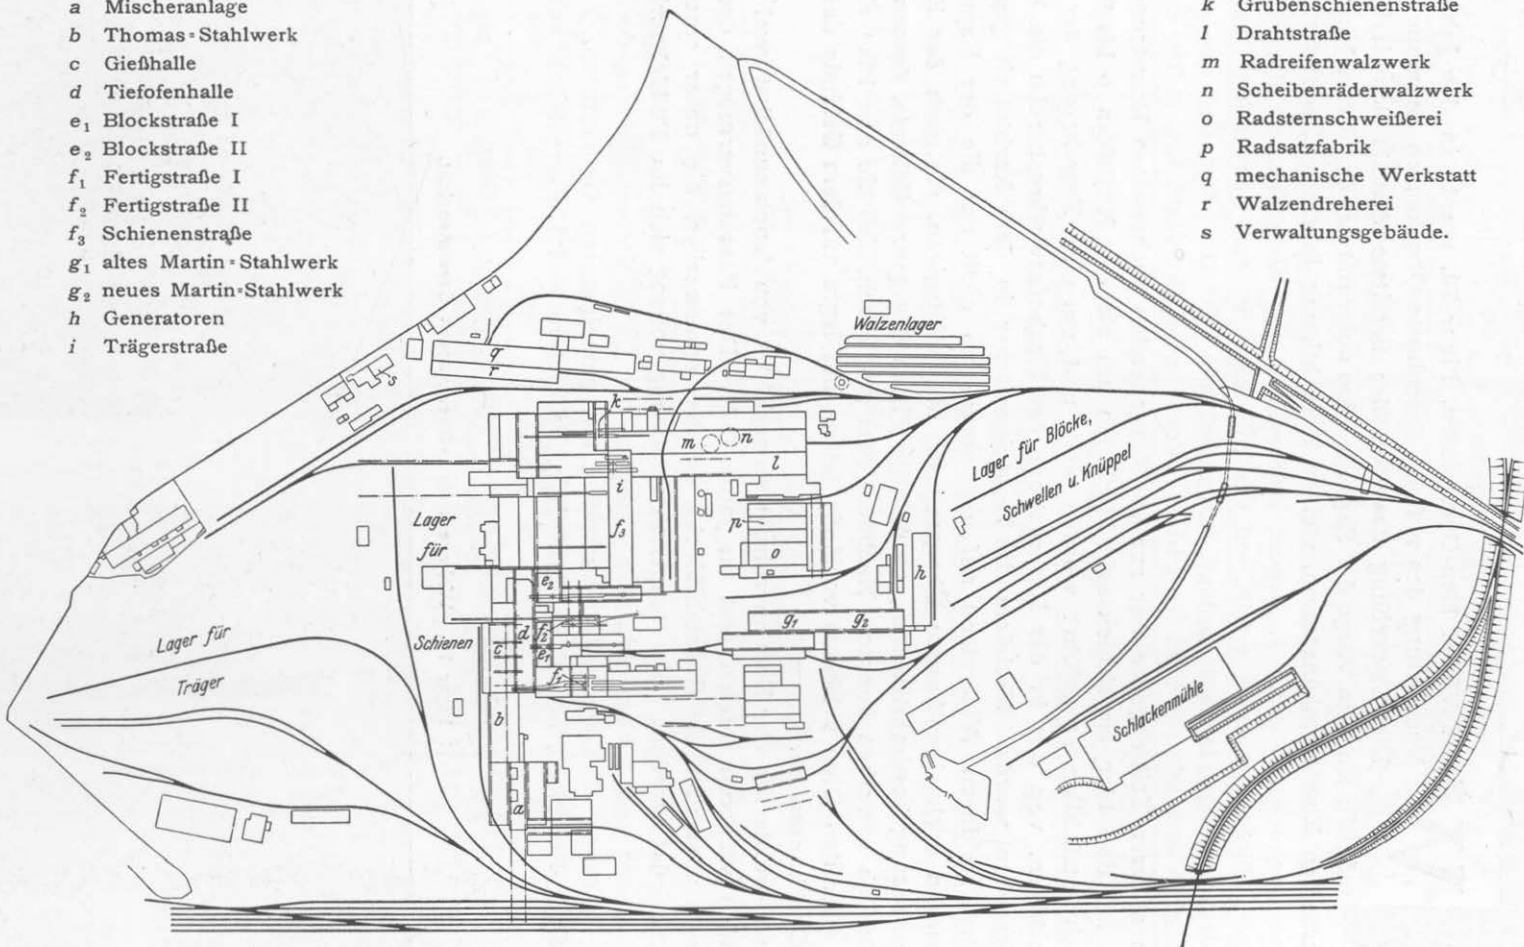 a Mischeranlage
b Thomas-Stahlwerk
c Gießhalle
d Tiefofenhalle
e₁ Blockstraße I
e₂ Blockstraße II
f₁ Fertigstraße I
f₂ Fertigstraße II
f₃ Schienenstraße
g₁ altes Martin-Stahlwerk
g₂ neues Martin-Stahlwerk
h Generatoren
i Trägerstraße
k Grubenschienenstraße
l Drahtstraße
m Radreifenwalzwerk
n Scheibenräderwalzwerk
o Radsternschweißerei
p Radsatzfabrik
q mechanische Werkstatt
r Walzendreherei
s Verwaltungsgebäude.
Walzenlager
q
r
s
k
m
n
l
i
f₃
p
o
h
Lager für Blöcke,
Schwellen u. Knüppel
Lager
für
Schienen
e₂
d
f₂
c
e₁
f₁
g₁
g₂
b
a
Lager für
Träger
Schlackenmühle